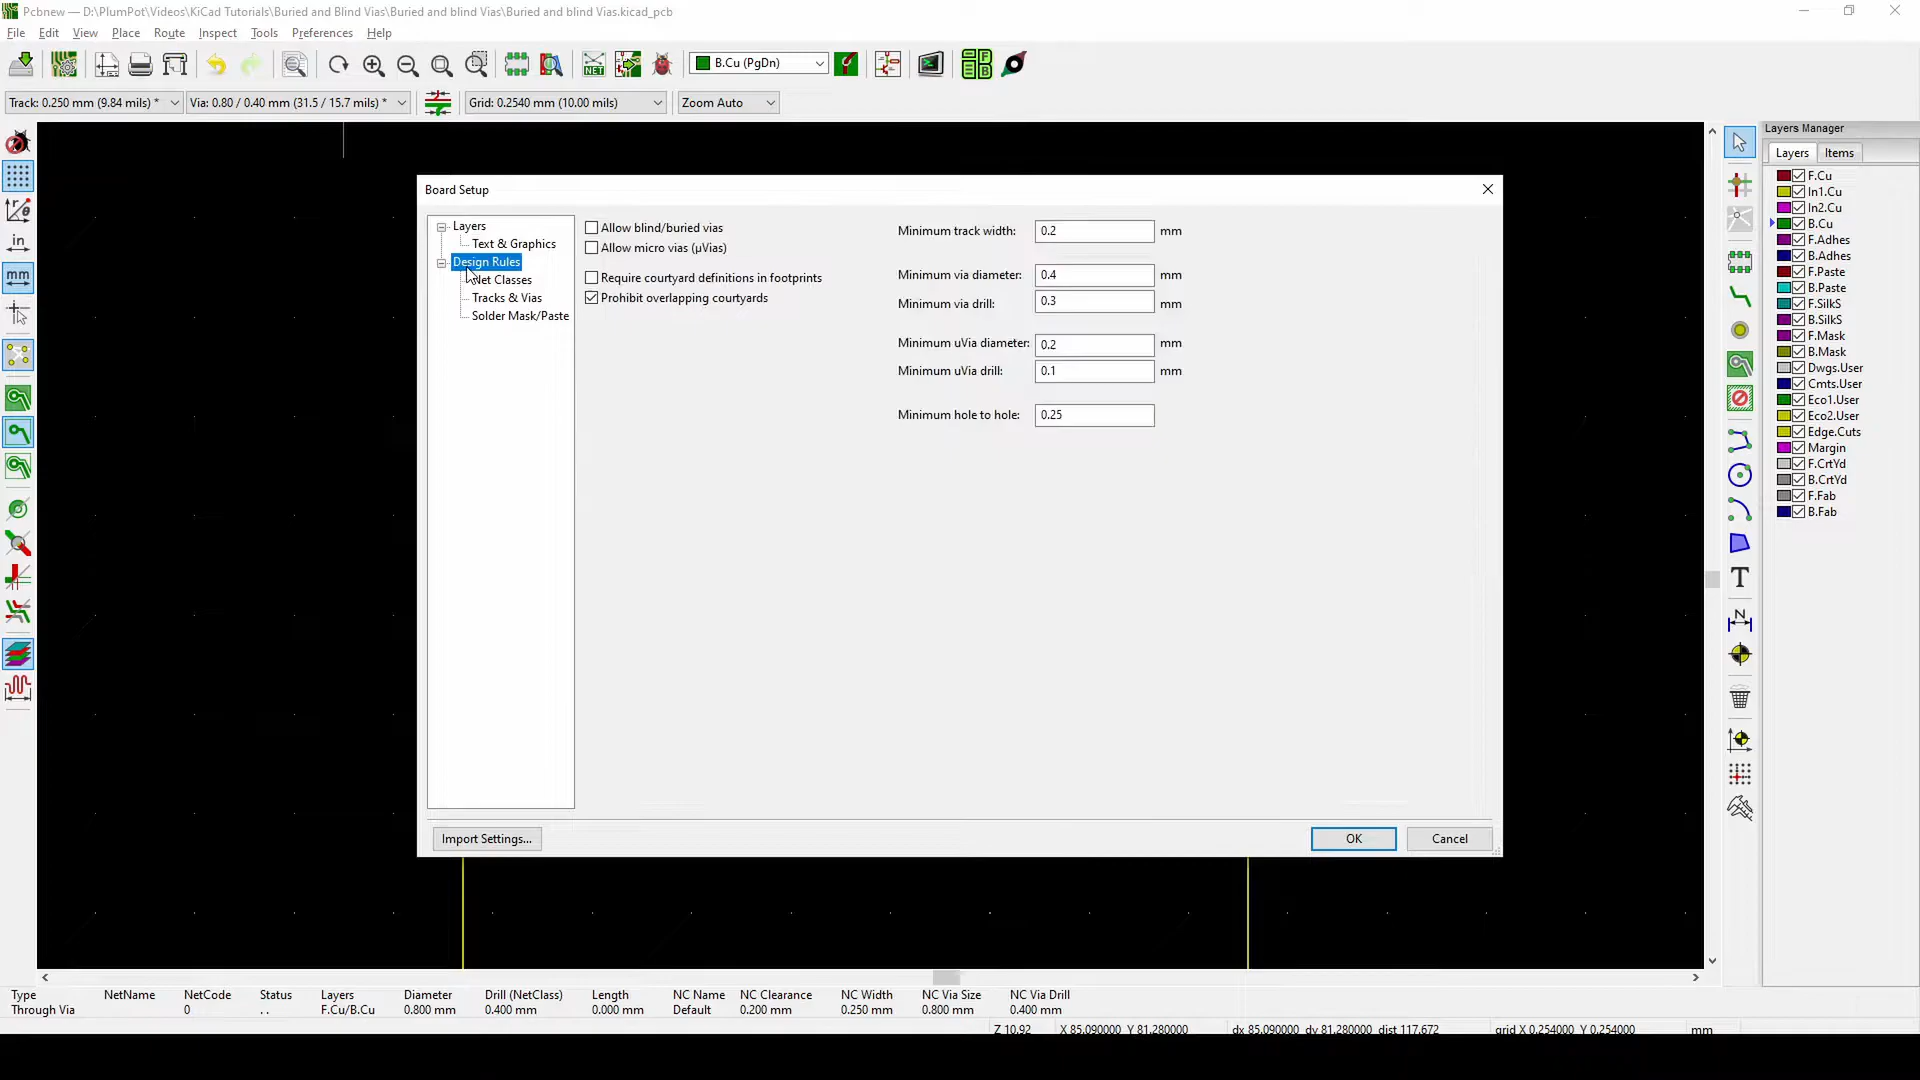 Pcbnew — D:\PlumPot\Videos\KiCad Tutorials\Buried and Blind Vias\Buried and blind Vias\Buried and blind Vias.kicad_pcb
File Edit View Place Route Inspect Tools Preferences Help
NET
B.Cu (PgDn)
Track: 0.250 mm (9.84 mils) *
Via: 0.80 / 0.40 mm (31.5 / 15.7 mils) *
Grid: 0.2540 mm (10.00 mils)
Zoom Auto
in
mm
Board Setup
Layers
Text & Graphics
Design Rules
Net Classes
Tracks & Vias
Solder Mask/Paste
Allow blind/buried vias
Allow micro vias (µVias)
Require courtyard definitions in footprints
Prohibit overlapping courtyards
Minimum track width: 0.2 mm
Minimum via diameter: 0.4 mm
Minimum via drill: 0.3 mm
Minimum uVia diameter: 0.2 mm
Minimum uVia drill: 0.1 mm
Minimum hole to hole: 0.25
Import Settings...
OK
Cancel
Layers Manager
Layers Items
F.Cu
In1.Cu
In2.Cu
B.Cu
F.Adhes
B.Adhes
F.Paste
B.Paste
F.SilkS
B.SilkS
F.Mask
B.Mask
Dwgs.User
Cmts.User
Eco1.User
Eco2.User
Edge.Cuts
Margin
F.CrtYd
B.CrtYd
F.Fab
B.Fab
T
N
Type NetName NetCode Status Layers Diameter Drill (NetClass) Length NC Name NC Clearance NC Width NC Via Size NC Via Drill
Through Via 0 . . F.Cu/B.Cu 0.800 mm 0.400 mm 0.000 mm Default 0.200 mm 0.250 mm 0.800 mm 0.400 mm
Z 10.92 X 85.090000 Y 81.280000 dx 85.090000 dy 81.280000 dist 117.672 grid X 0.254000 Y 0.254000 mm